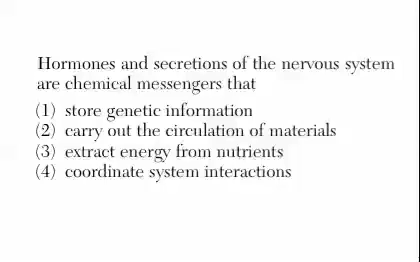 Hormones and secretions of the nervous system
are chemical messengers that
(1) store genetic information
(2) carry out the circulation of materials
(3) extract energy from nutrients
(4) coordinate system interactions